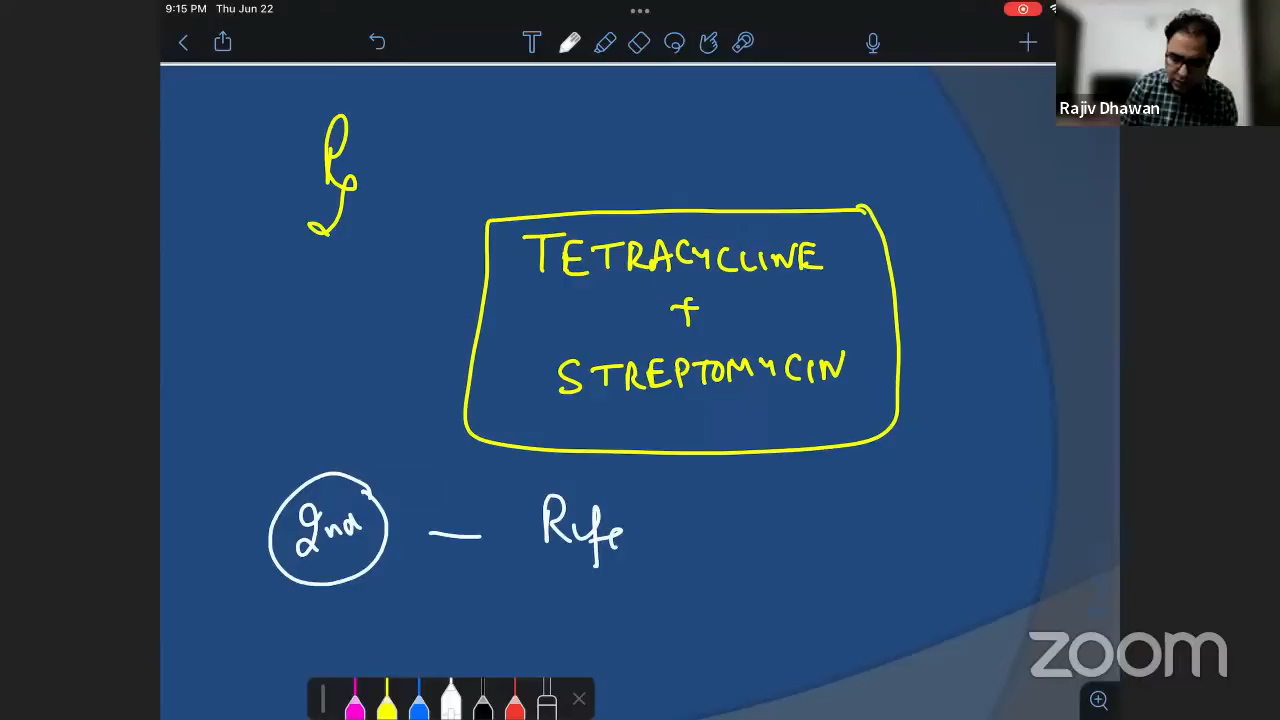 9:15 PM Thu Jun 22
Rajiv Dhawan
TETRACYCLINE
+
STREPTOMYCIN
2nd — Rife
zoom